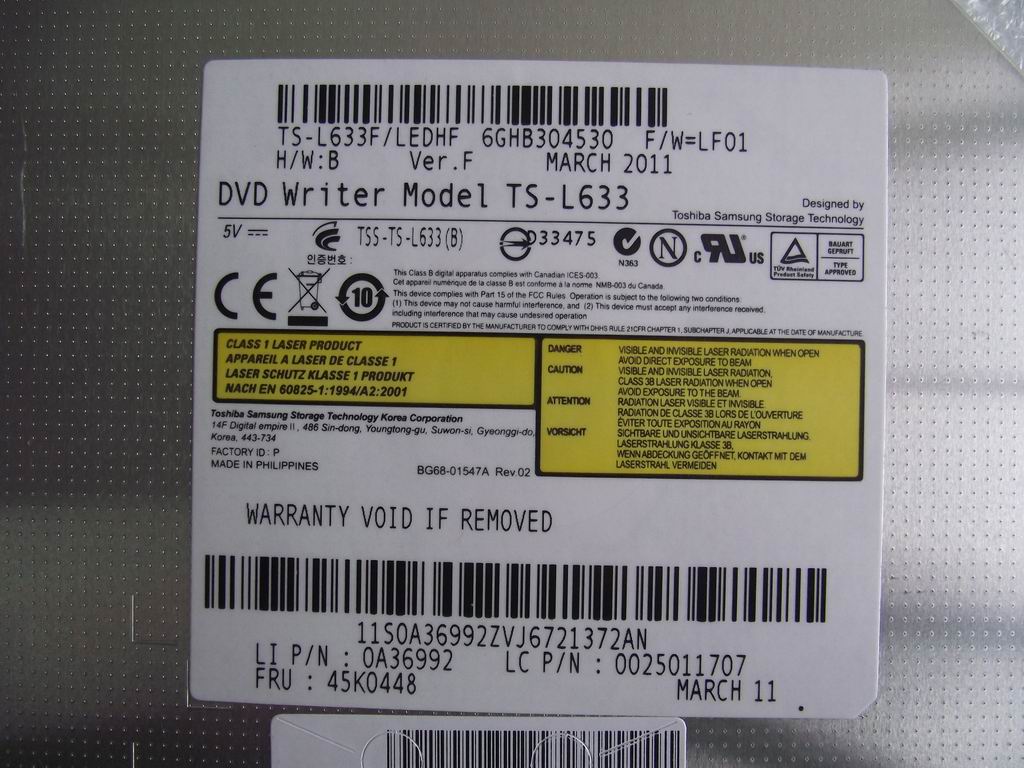 TS-L633F/LEDHF 6GHB304530 F/W=LF01
H/W:B Ver.F MARCH 2011
DVD Writer Model TS-L633
Designed by
Toshiba Samsung Storage Technology
5V
TSS-TS-L633(B)
인증번호 :
D33475
N363
N
c RU US
TÜV Rheinland
Product Safety
BAUART
GEPRUFT
TYPE
APPROVED
CE
10
This Class B digital apparatus complies with Canadian ICES-003
Cet appareil numérique de la classe B est conforme à la norme NMB-003 du Canada
This device complies with Part 15 of the FCC Rules. Operation is subject to the following two conditions
(1) This device may not cause harmful interference, and (2) This device must accept any interference received,
including interference that may cause undesired operation
PRODUCT IS CERTIFIED BY THE MANUFACTURER TO COMPLY WITH DHHS RULE 21CFR CHAPTER 1, SUBCHAPTER J, APPLICABLE AT THE DATE OF MANUFACTURE.
CLASS 1 LASER PRODUCT
APPAREIL A LASER DE CLASSE 1
LASER SCHUTZ KLASSE 1 PRODUKT
NACH EN 60825-1:1994/A2:2001
DANGER VISIBLE AND INVISIBLE LASER RADIATION WHEN OPEN
AVOID DIRECT EXPOSURE TO BEAM
CAUTION VISIBLE AND INVISIBLE LASER RADIATION,
CLASS 3B LASER RADIATION WHEN OPEN
AVOID EXPOSURE TO THE BEAM.
ATTENTION RADIATION LASER VISIBLE ET INVISIBLE
RADIATION DE CLASSE 3B LORS DE L'OUVERTURE
ÉVITER TOUTE EXPOSITION AU RAYON
VORSICHT SICHTBARE UND UNSICHTBARE LASERSTRAHLUNG.
LASERSTRAHLUNG KLASSE 3B,
WENN ABDECKUNG GEÖFFNET, KONTAKT MIT DEM
LASERSTRAHL VERMEIDEN
Toshiba Samsung Storage Technology Korea Corporation
14F Digital empire II , 486 Sin-dong, Youngtong-gu, Suwon-si, Gyeonggi-do,
Korea, 443-734
FACTORY ID : P
MADE IN PHILIPPINES
BG68-01547A Rev.02
WARRANTY VOID IF REMOVED
11S0A36992ZVJ6721372AN
LI P/N : 0A36992 LC P/N : 0025011707
FRU : 45K0448 MARCH 11